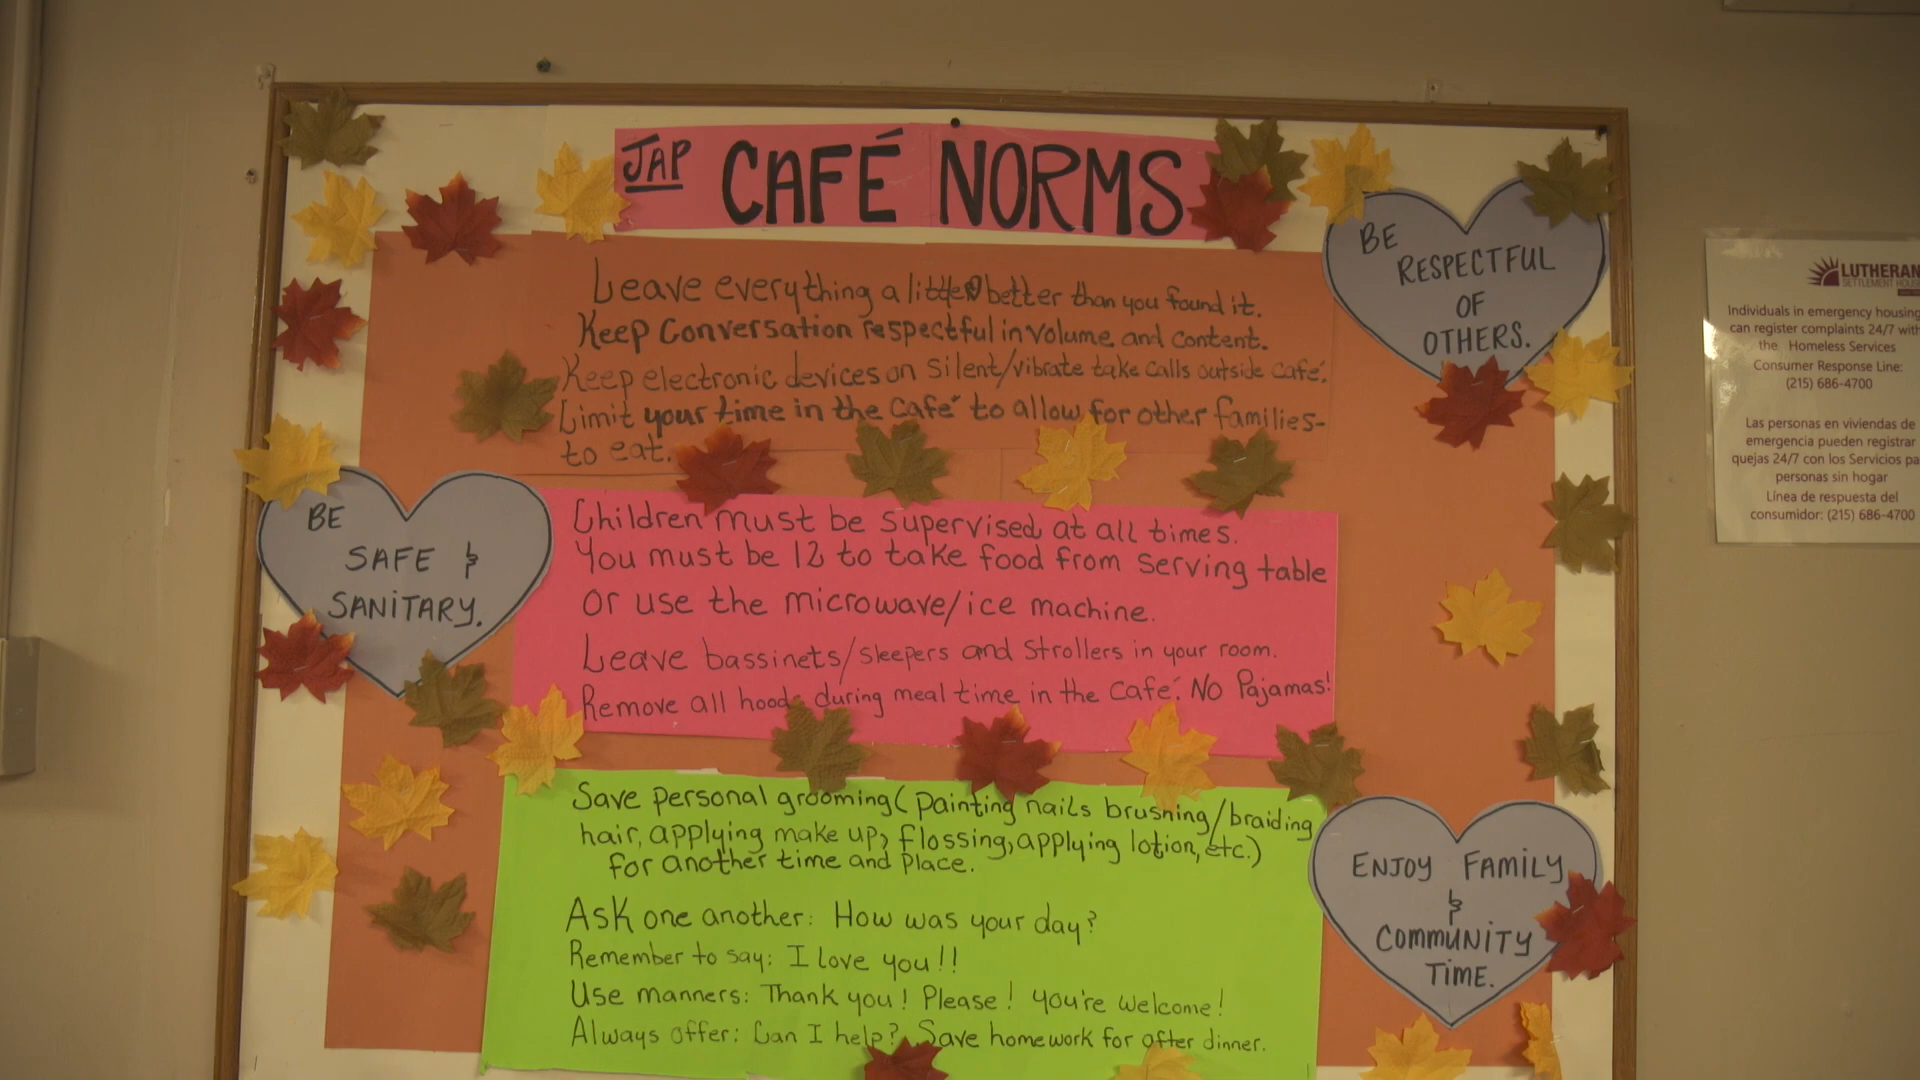 JAP CAFÉ NORMS
Leave everything a little better than you found it.
Keep Conversation respectful in volume and content.
Keep electronic devices on silent/vibrate take calls outside café.
Limit your time in the café to allow for other families-
to eat.
Children must be supervised at all times.
You must be 12 to take food from serving table
or use the microwave/ice machine.
Leave bassinets/sleepers and strollers in your room.
Remove all hoods during meal time in the café. No Pajamas!
Save personal grooming (painting nails brushing/braiding
hair, applying make up, flossing, applying lotion, etc.)
for another time and place.
Ask one another: How was your day?
Remember to say: I love you!!
Use manners: Thank you! Please! You're welcome!
Always offer: Can I help? Save homework for after dinner.
BE
RESPECTFUL
OF
OTHERS.
BE
SAFE &
SANITARY.
ENJOY FAMILY
&
COMMUNITY
TIME.
LUTHERAN
SETTLEMENT HOUSE
Individuals in emergency housing
can register complaints 24/7 with
the Homeless Services
Consumer Response Line:
(215) 686-4700
Las personas en viviendas de
emergencia pueden registrar
quejas 24/7 con los Servicios pa
personas sin hogar
Línea de respuesta del
consumidor: (215) 686-4700